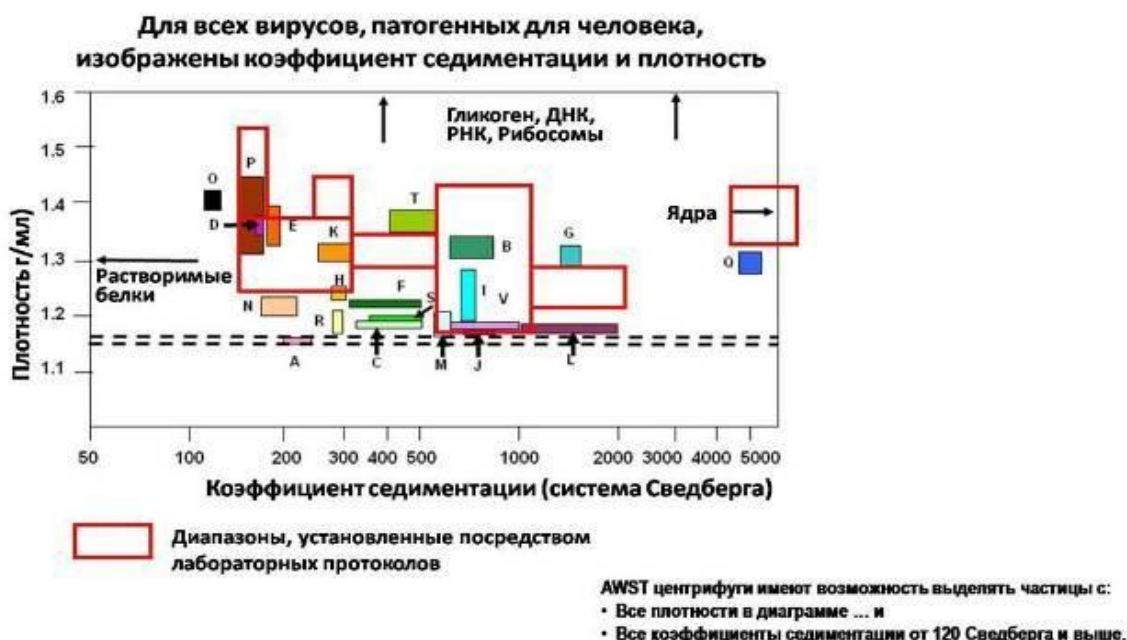 Для всех вирусов, патогенных для человека,
изображены коэффициент седиментации и плотность
1.6
1.5
1.4
1.3
1.2
1.1
Плотность г/мл)
Гликоген, ДНК,
РНК, Рибосомы
P
O
D
E
K
T
B
G
Ядра
O
Растворимые
белки
N
H
R
F
S
I
V
A
C
M
J
L
50
100
200
300
400
500
1000
2000
3000
4000
5000
Коэффициент седиментации (система Сведберга)
Диапазоны, установленные посредством
лабораторных протоколов
AWST центрифуги имеют возможность выделять частицы с:
• Все плотности в диаграмме ... и
• Все коэффициенты седиментации от 120 Сведберга и выше.